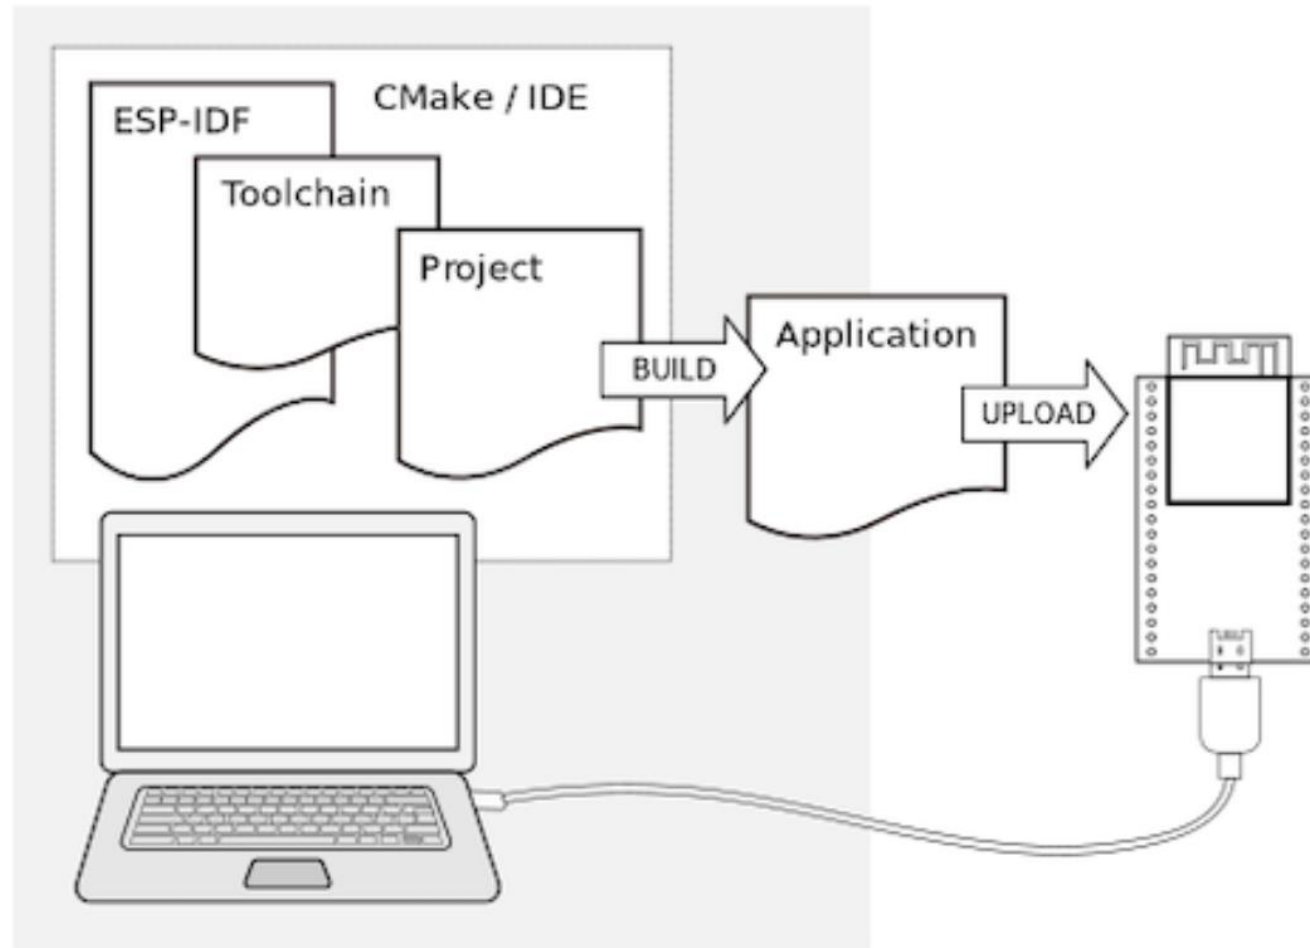 CMake / IDE
ESP-IDF
Toolchain
Project
BUILD
Application
UPLOAD